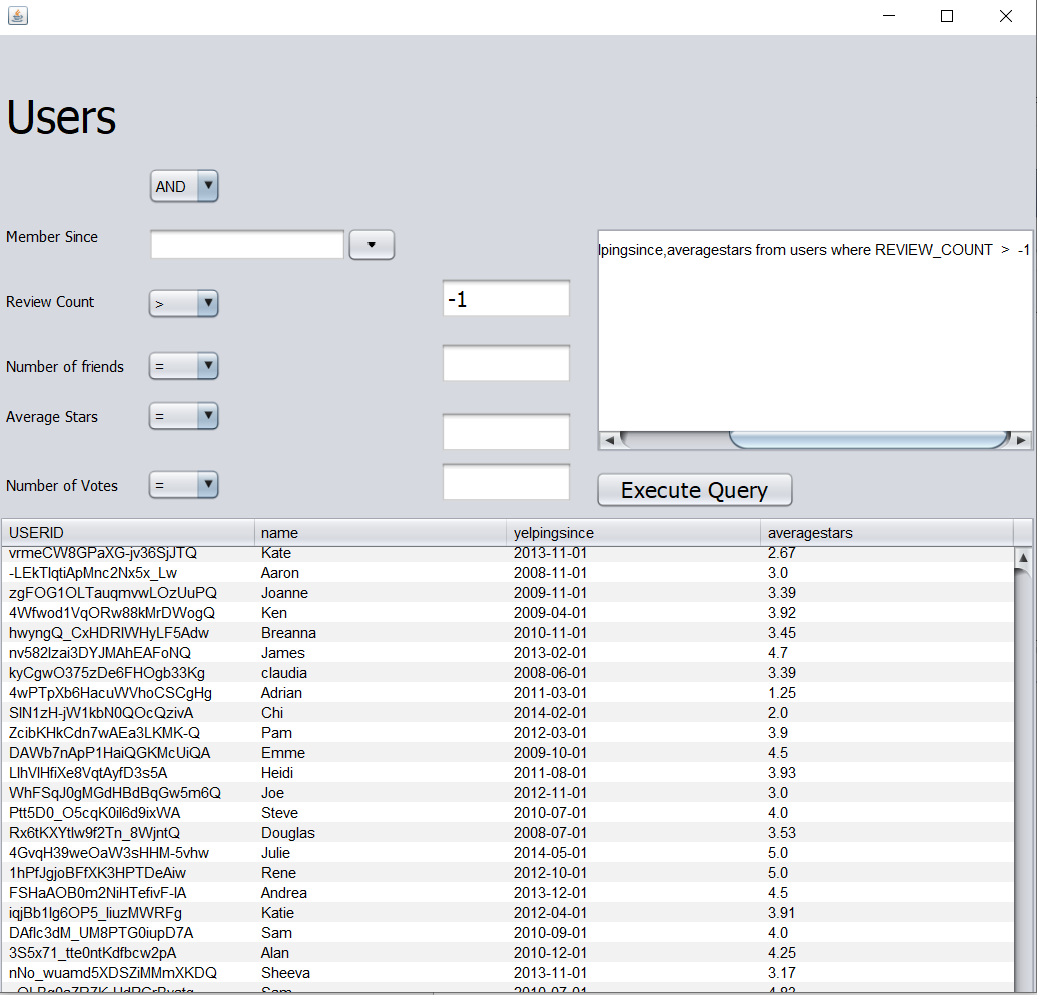 Users
AND
Member Since
lpingsince,averagestars from users where REVIEW_COUNT > -1
Review Count > -1
Number of friends =
Average Stars =
Number of Votes =
Execute Query
USERID name yelpingsince averagestars
vrmeCW8GPaXG-jv36SjJTQ Kate 2013-11-01 2.67
-LEkTlqtiApMnc2Nx5x_Lw Aaron 2008-11-01 3.0
zgFOG1OLTauqmvwLOzUuPQ Joanne 2009-11-01 3.39
4Wfwod1VqORw88kMrDWogQ Ken 2009-04-01 3.92
hwyngQ_CxHDRlWHyLF5Adw Breanna 2010-11-01 3.45
nv582lzai3DYJMAhEAFoNQ James 2013-02-01 4.7
kyCgwO375zDe6FHOgb33Kg claudia 2008-06-01 3.39
4wPTpXb6HacuWVhoCSCgHg Adrian 2011-03-01 1.25
SlN1zH-jW1kbN0QOcQzivA Chi 2014-02-01 2.0
ZcibKHkCdn7wAEa3LKMK-Q Pam 2012-03-01 3.9
DAWb7nApP1HaiQGKMcUiQA Emme 2009-10-01 4.5
LlhVlHfiXe8VqtAyfD3s5A Heidi 2011-08-01 3.93
WhFSqJ0gMGdHBdBqGw5m6Q Joe 2012-11-01 3.0
Ptt5D0_O5cqK0il6d9ixWA Steve 2010-07-01 4.0
Rx6tKXYtlw9f2Tn_8WjntQ Douglas 2008-07-01 3.53
4GvqH39weOaW3sHHM-5vhw Julie 2014-05-01 5.0
1hPfJgjoBFfXK3HPTDeAiw Rene 2012-10-01 5.0
FSHaAOB0m2NiHTefivF-lA Andrea 2013-12-01 4.5
iqjBb1lg6OP5_liuzMWRFg Katie 2012-04-01 3.91
DAflc3dM_UM8PTG0iupD7A Sam 2010-09-01 4.0
3S5x71_tte0ntKdfbcw2pA Alan 2010-12-01 4.25
nNo_wuamd5XDSZiMMmXKDQ Sheeva 2013-11-01 3.17
Sam 2010-07-01 4.83